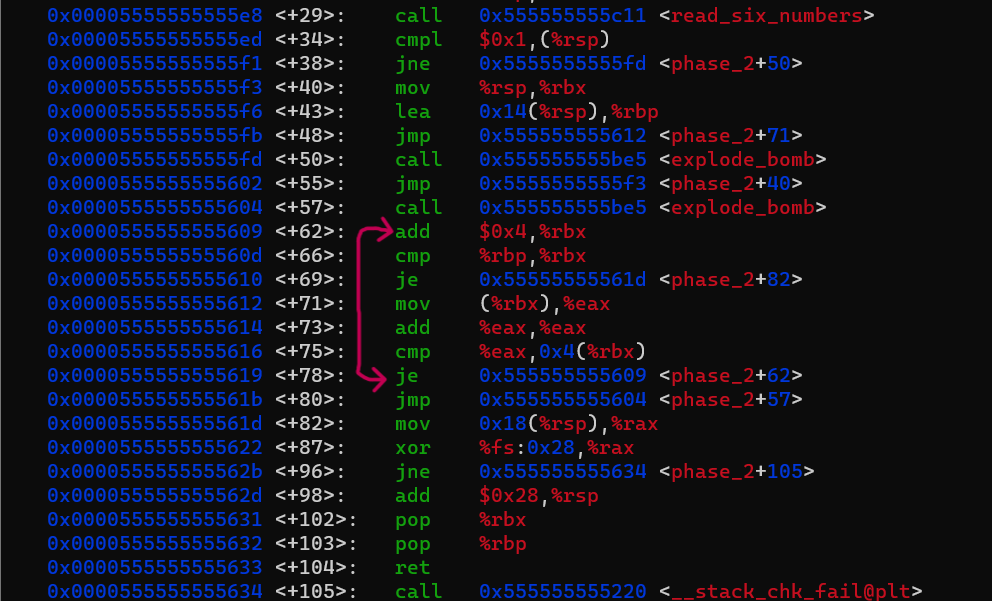 0x00005555555555e8 <+29>: call 0x555555555c11 <read_six_numbers>
0x00005555555555ed <+34>: cmpl $0x1,(%rsp)
0x00005555555555f1 <+38>: jne 0x5555555555fd <phase_2+50>
0x00005555555555f3 <+40>: mov %rsp,%rbx
0x00005555555555f6 <+43>: lea 0x14(%rsp),%rbp
0x00005555555555fb <+48>: jmp 0x555555555612 <phase_2+71>
0x00005555555555fd <+50>: call 0x555555555be5 <explode_bomb>
0x0000555555555602 <+55>: jmp 0x5555555555f3 <phase_2+40>
0x0000555555555604 <+57>: call 0x555555555be5 <explode_bomb>
0x0000555555555609 <+62>: add $0x4,%rbx
0x000055555555560d <+66>: cmp %rbp,%rbx
0x0000555555555610 <+69>: je 0x55555555561d <phase_2+82>
0x0000555555555612 <+71>: mov (%rbx),%eax
0x0000555555555614 <+73>: add %eax,%eax
0x0000555555555616 <+75>: cmp %eax,0x4(%rbx)
0x0000555555555619 <+78>: je 0x555555555609 <phase_2+62>
0x000055555555561b <+80>: jmp 0x555555555604 <phase_2+57>
0x000055555555561d <+82>: mov 0x18(%rsp),%rax
0x0000555555555622 <+87>: xor %fs:0x28,%rax
0x000055555555562b <+96>: jne 0x555555555634 <phase_2+105>
0x000055555555562d <+98>: add $0x28,%rsp
0x0000555555555631 <+102>: pop %rbx
0x0000555555555632 <+103>: pop %rbp
0x0000555555555633 <+104>: ret
0x0000555555555634 <+105>: call 0x555555555220 <__stack_chk_fail@plt>